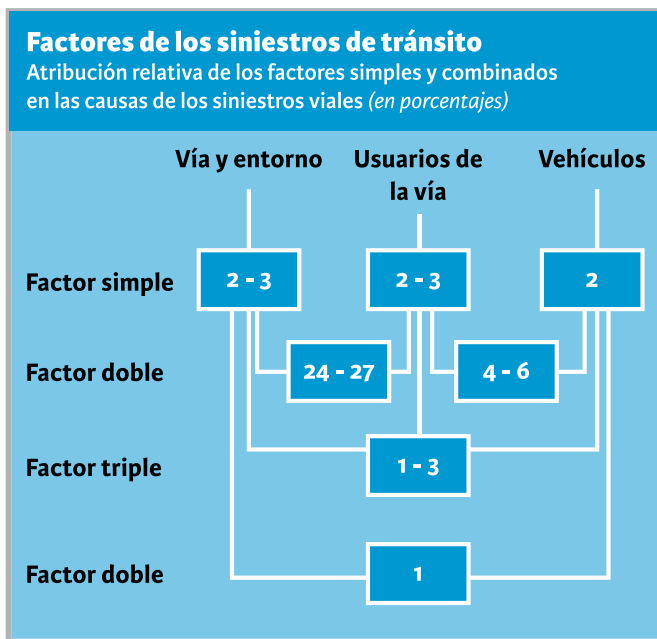 Factores de los siniestros de tránsito
Atribución relativa de los factores simples y combinados
en las causas de los siniestros viales (en porcentajes)
Vía y entorno
Usuarios de
la vía
Vehículos
Factor simple
2 - 3
2 - 3
2
Factor doble
24 - 27
4 - 6
Factor triple
1 - 3
Factor doble
1